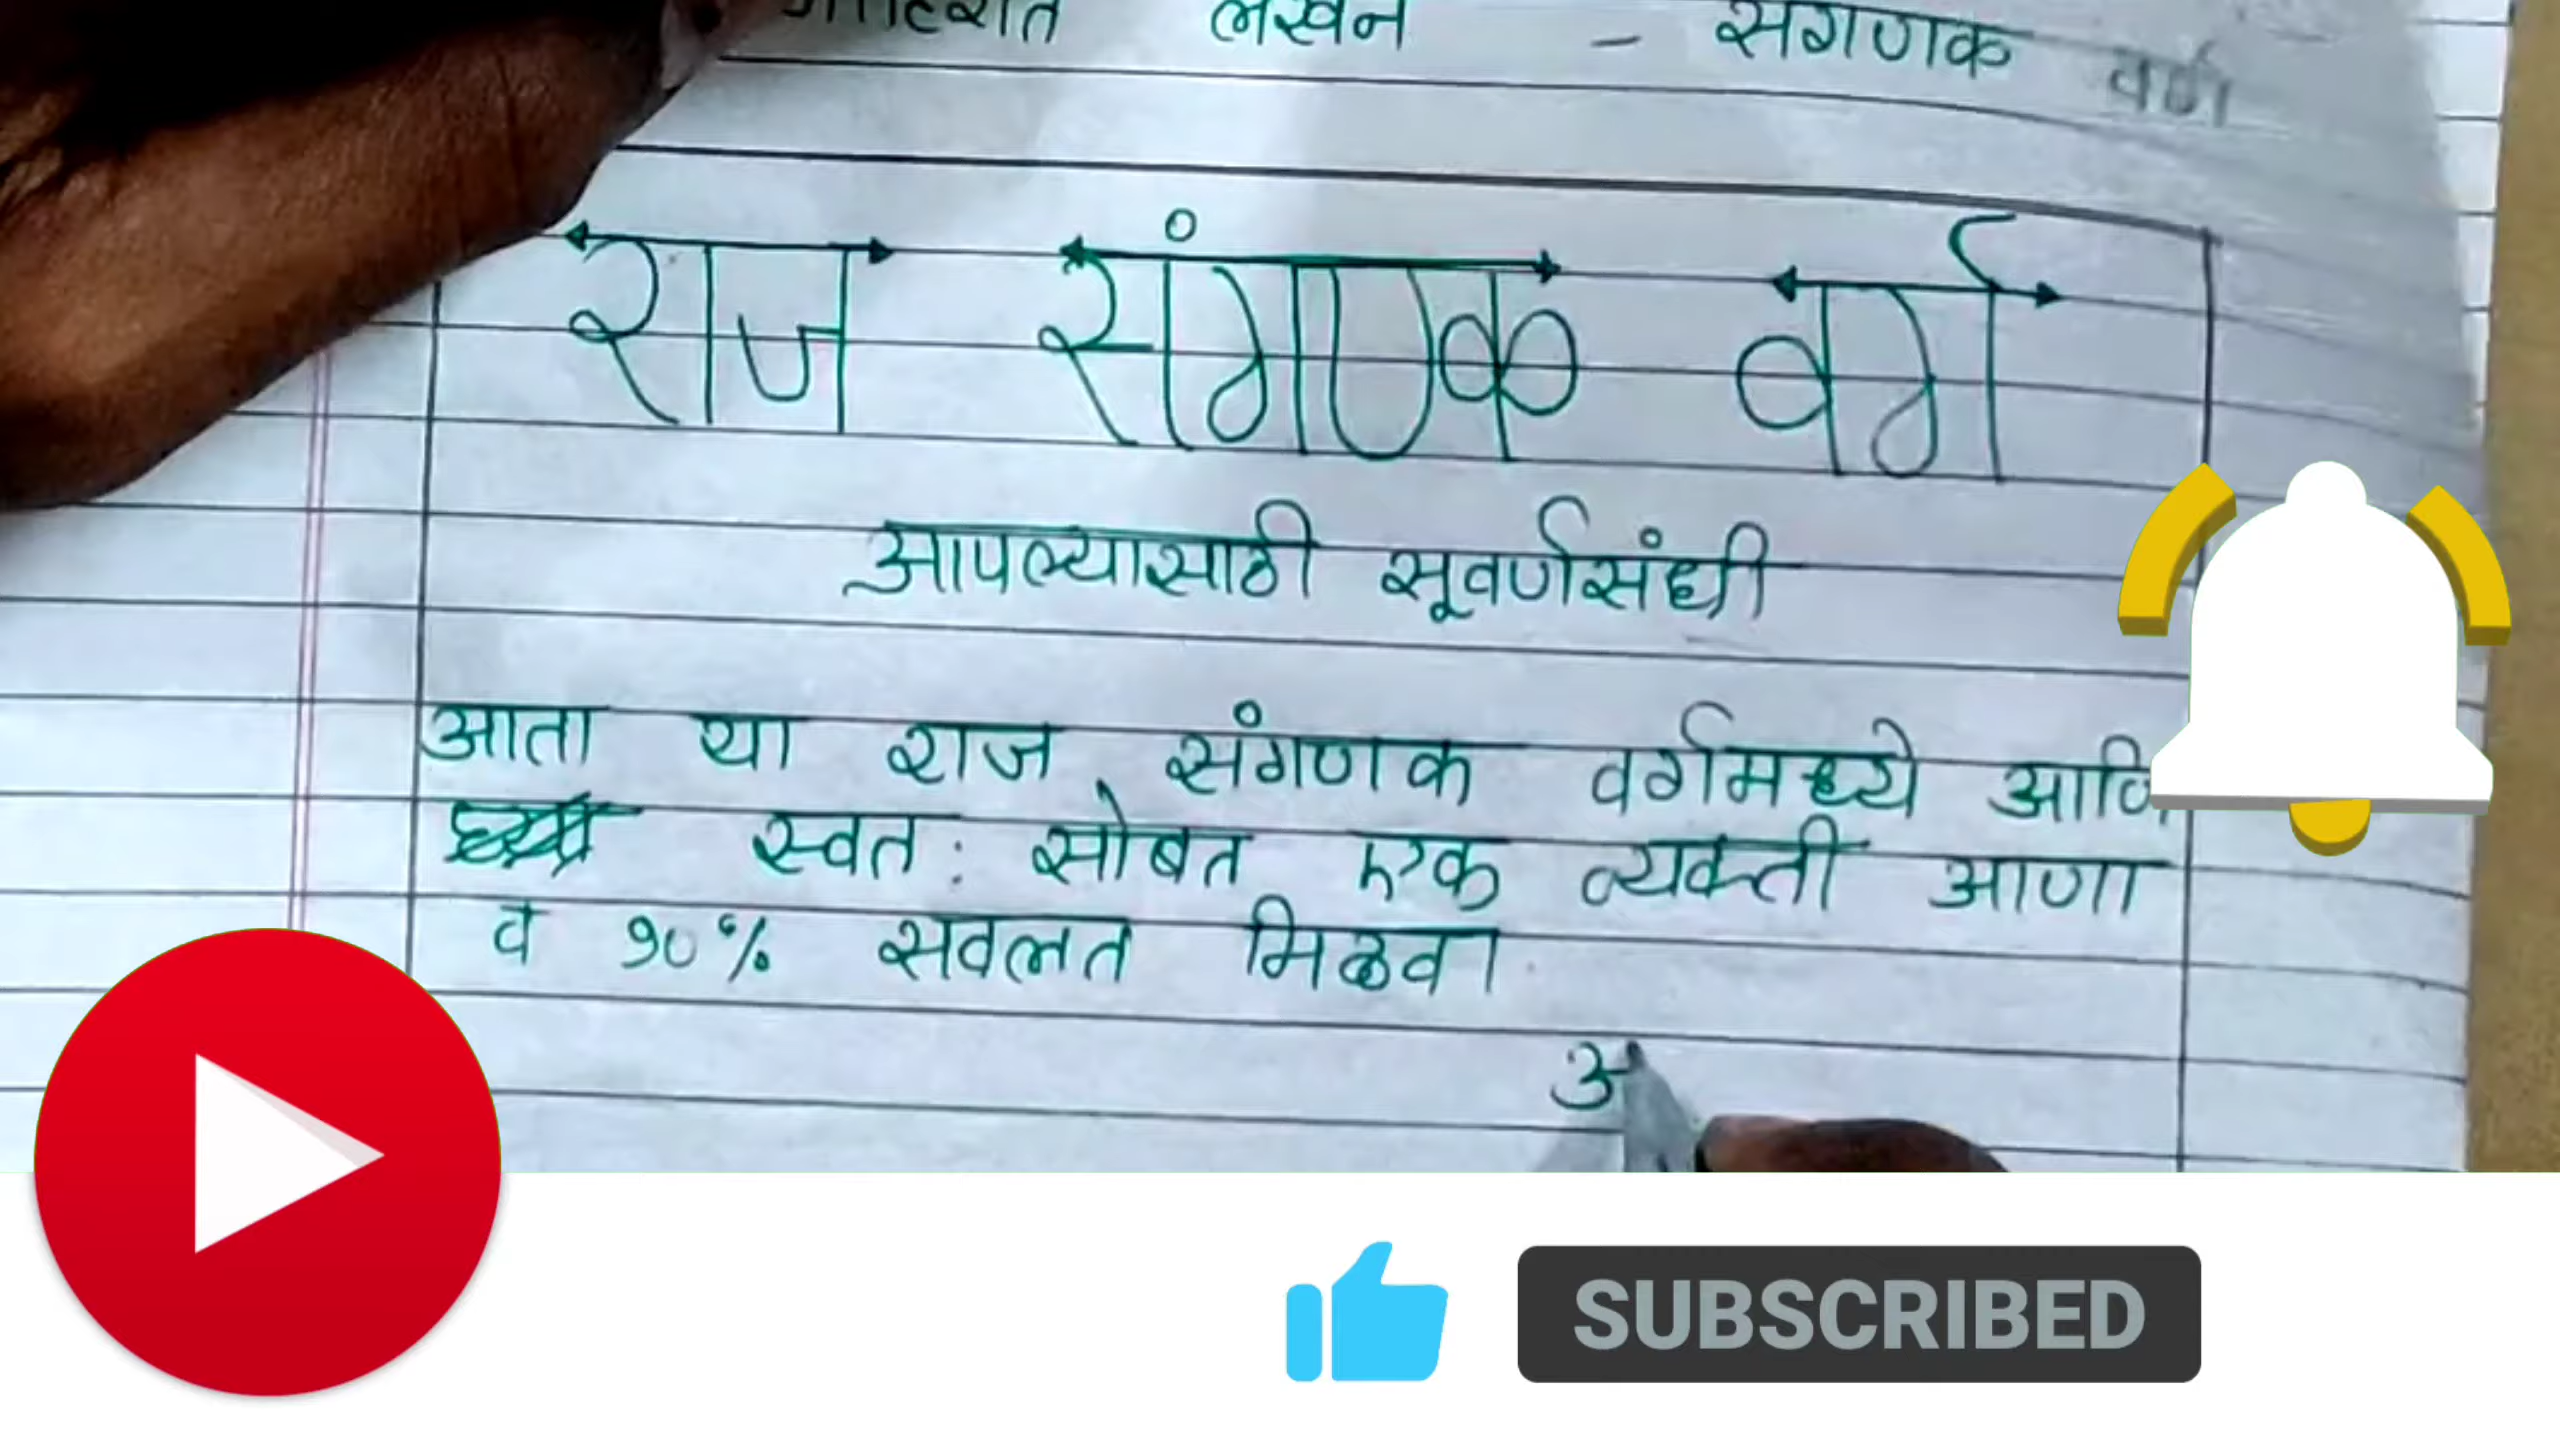 जाहिरात लेखन - संगणक वर्ग
राज संगणक वर्ग
आपल्यासाठी सूवर्णसंधी
आता या राज संगणक वर्गमध्ये आणि
स्वत: सोबत एक व्यक्ती आणा
व १०% सवलत मिळवा
SUBSCRIBED